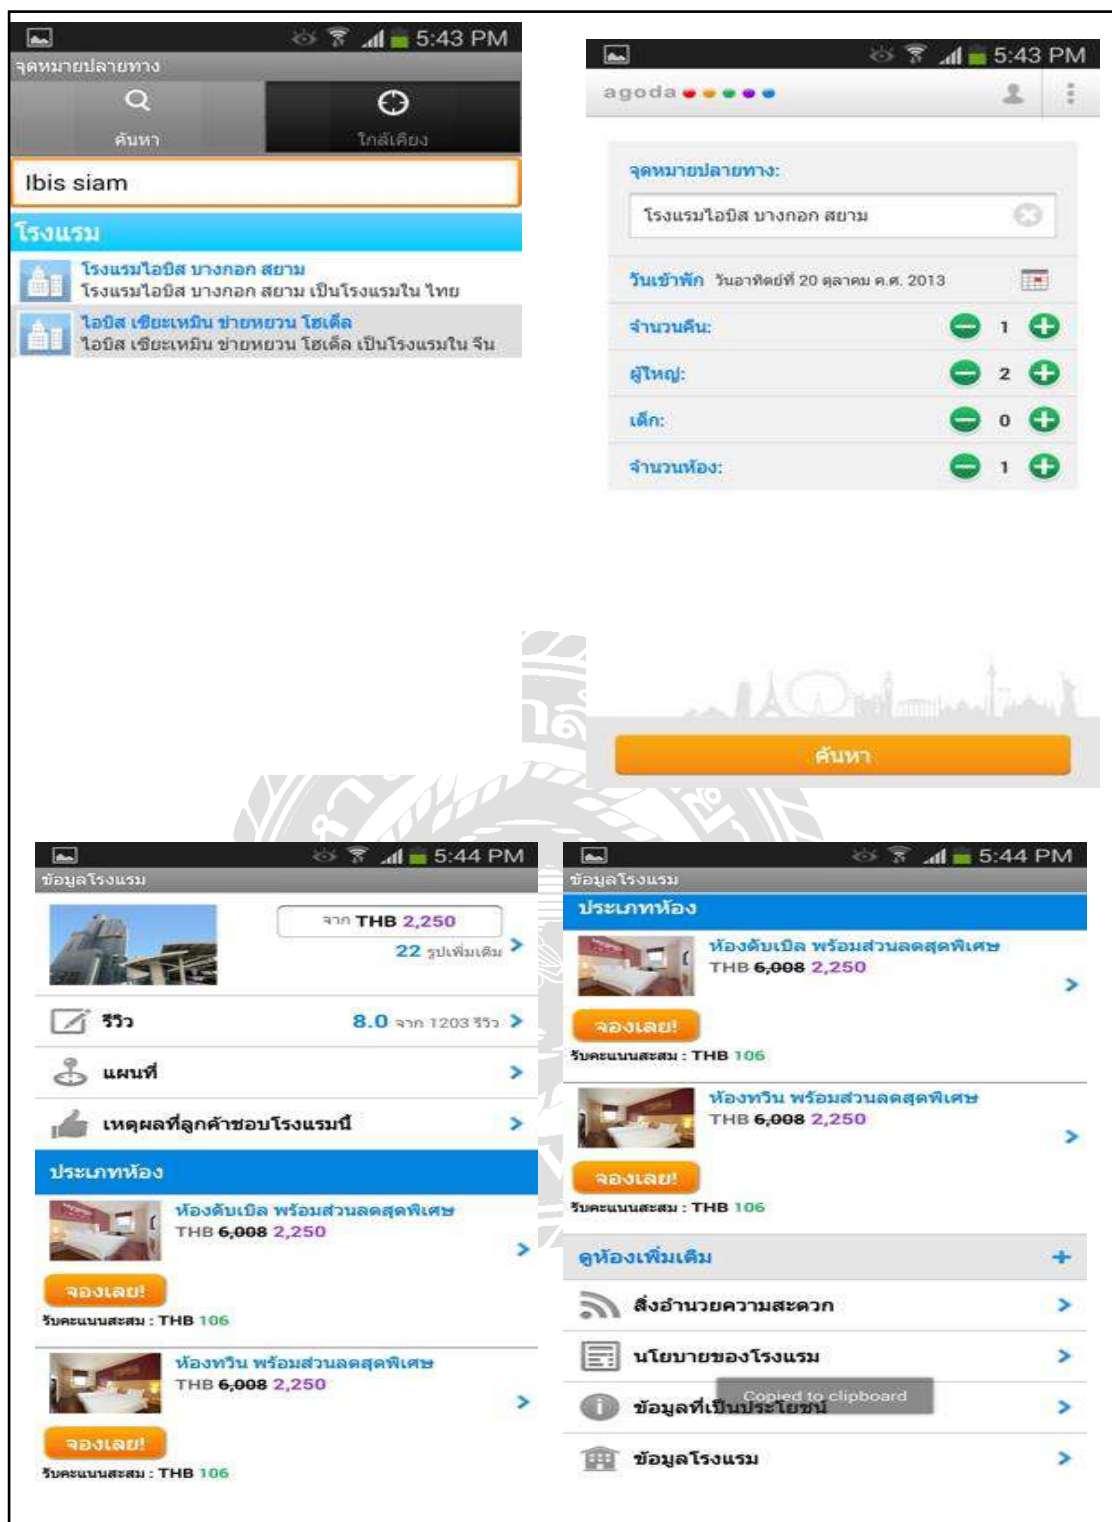 5:43 PM
จุดหมายปลายทาง
ค้นหา
ใกล้เคียง
Ibis siam
โรงแรม
โรงแรมไอบิส บางกอก สยาม
โรงแรมไอบิส บางกอก สยาม เป็นโรงแรมใน ไทย
ไอบิส เซียะเหมิน ข่ายหยวน โฮเต็ล
ไอบิส เซียะเหมิน ข่ายหยวน โฮเต็ล เป็นโรงแรมใน จีน
5:43 PM
agoda
จุดหมายปลายทาง:
โรงแรมไอบิส บางกอก สยาม
วันเข้าพัก วันอาทิตย์ที่ 20 ตุลาคม ค.ศ. 2013
จำนวนคืน: 1
ผู้ใหญ่: 2
เด็ก: 0
จำนวนห้อง: 1
ค้นหา
5:44 PM
ข้อมูลโรงแรม
จาก THB 2,250
22 รูปเพิ่มเติม
รีวิว 8.0 จาก 1203 รีวิว
แผนที่
เหตุผลที่ลูกค้าชอบโรงแรมนี้
ประเภทห้อง
ห้องดับเบิล พร้อมส่วนลดสุดพิเศษ
THB 6,008 2,250
จองเลย!
รับคะแนนสะสม : THB 106
ห้องทวิน พร้อมส่วนลดสุดพิเศษ
THB 6,008 2,250
จองเลย!
รับคะแนนสะสม : THB 106
5:44 PM
ข้อมูลโรงแรม
ประเภทห้อง
ห้องดับเบิล พร้อมส่วนลดสุดพิเศษ
THB 6,008 2,250
จองเลย!
รับคะแนนสะสม : THB 106
ห้องทวิน พร้อมส่วนลดสุดพิเศษ
THB 6,008 2,250
จองเลย!
รับคะแนนสะสม : THB 106
ดูห้องเพิ่มเติม
สิ่งอำนวยความสะดวก
นโยบายของโรงแรม
Copied to clipboard
ข้อมูลที่เป็นประโยชน์
ข้อมูลโรงแรม